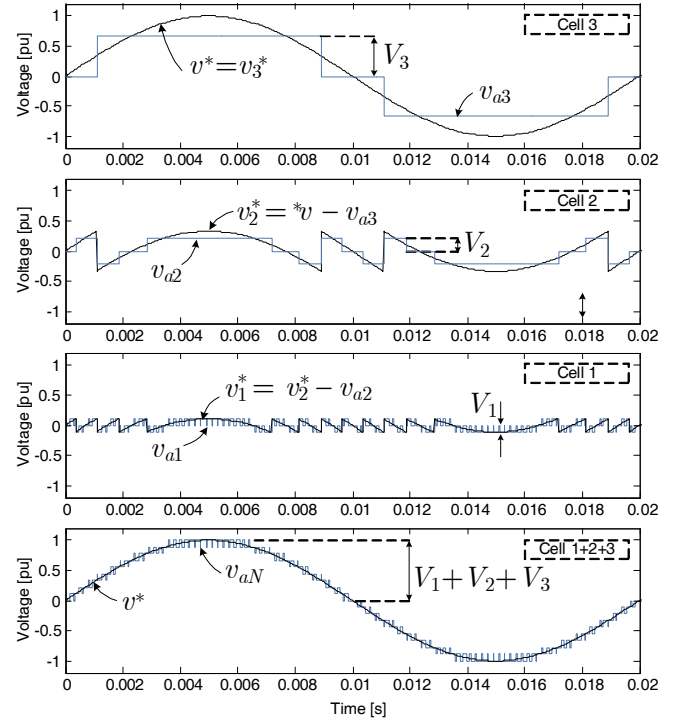 Cell 3
Voltage [pu]
1
0.5
0
-0.5
-1
v* = v₃*
V₃
vₐ₃
0 0.002 0.004 0.006 0.008 0.01 0.012 0.014 0.016 0.018 0.02
Cell 2
Voltage [pu]
1
0.5
0
-0.5
-1
v₂* = *v - vₐ₃
vₐ₂
V₂
0 0.002 0.004 0.006 0.008 0.01 0.012 0.014 0.016 0.018 0.02
Cell 1
Voltage [pu]
1
0.5
0
-0.5
-1
v₁* = v₂* - vₐ₂
vₐ₁
V₁
0 0.002 0.004 0.006 0.008 0.01 0.012 0.014 0.016 0.018 0.02
Cell 1+2+3
Voltage [pu]
1
0.5
0
-0.5
-1
v*
v_{aN}
V₁ + V₂ + V₃
0 0.002 0.004 0.006 0.008 0.01 0.012 0.014 0.016 0.018 0.02
Time [s]